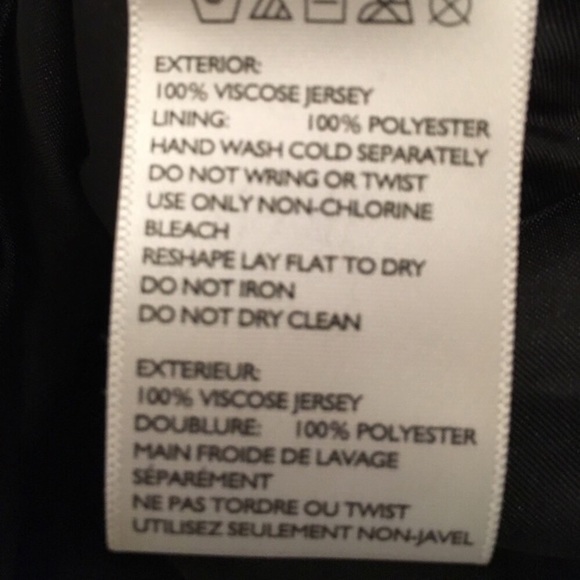 EXTERIOR:
100% VISCOSE JERSEY
LINING: 100% POLYESTER
HAND WASH COLD SEPARATELY
DO NOT WRING OR TWIST
USE ONLY NON-CHLORINE
BLEACH
RESHAPE LAY FLAT TO DRY
DO NOT IRON
DO NOT DRY CLEAN
EXTERIEUR:
100% VISCOSE JERSEY
DOUBLURE: 100% POLYESTER
MAIN FROIDE DE LAVAGE
SÉPARÉMENT
NE PAS TORDRE OU TWIST
UTILISEZ SEULEMENT NON-JAVEL